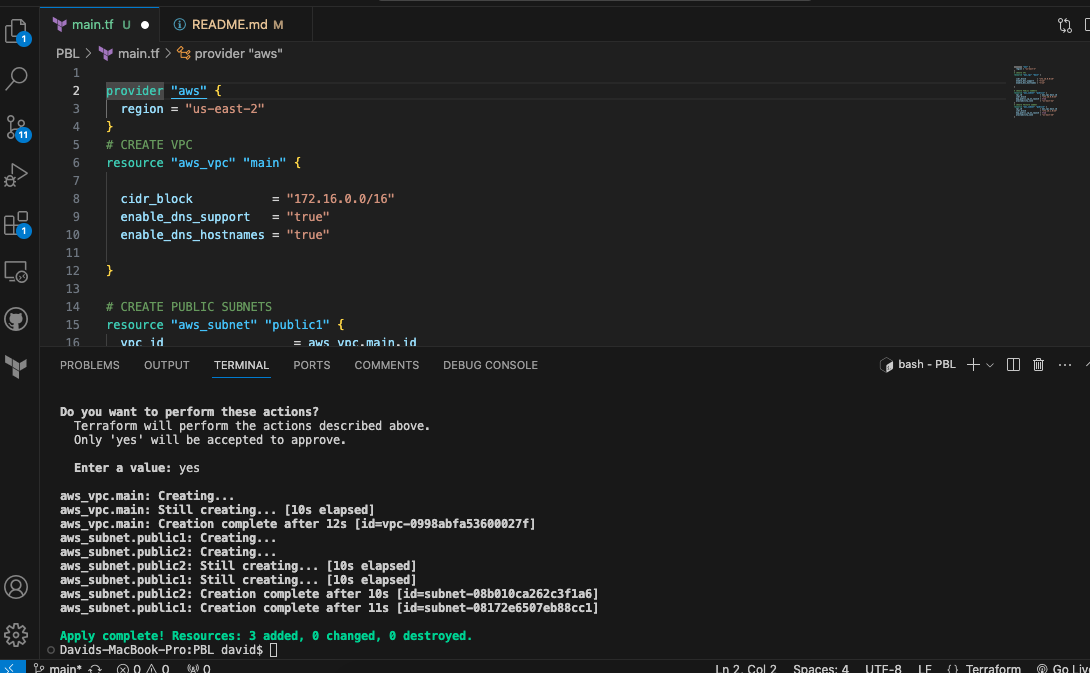 main.tf U
README.md M
PBL > main.tf > provider "aws"
1
2 provider "aws" {
3 region = "us-east-2"
4 }
5 # CREATE VPC
6 resource "aws_vpc" "main" {
7
8 cidr_block = "172.16.0.0/16"
9 enable_dns_support = "true"
10 enable_dns_hostnames = "true"
11
12 }
13
14 # CREATE PUBLIC SUBNETS
15 resource "aws_subnet" "public1" {
16 vpc_id = aws_vpc.main.id
1
11
1
PROBLEMS OUTPUT TERMINAL PORTS COMMENTS DEBUG CONSOLE
bash - PBL
Do you want to perform these actions?
Terraform will perform the actions described above.
Only 'yes' will be accepted to approve.
Enter a value: yes
aws_vpc.main: Creating...
aws_vpc.main: Still creating... [10s elapsed]
aws_vpc.main: Creation complete after 12s [id=vpc-0998abfa53600027f]
aws_subnet.public1: Creating...
aws_subnet.public2: Creating...
aws_subnet.public2: Still creating... [10s elapsed]
aws_subnet.public1: Still creating... [10s elapsed]
aws_subnet.public2: Creation complete after 10s [id=subnet-08b010ca262c3f1a6]
aws_subnet.public1: Creation complete after 11s [id=subnet-08172e6507eb88cc1]
Apply complete! Resources: 3 added, 0 changed, 0 destroyed.
Davids-MacBook-Pro:PBL david$
main* 0 0 0 Ln 2, Col 2 Spaces: 4 UTF-8 LF {} Terraform Go Live